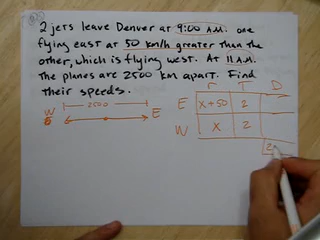 2 jets leave Denver at 9:00 A.M. one
flying east at 50 km/h greater than the
other, which is flying west. At 11 A.M.
the planes are 2500 km apart. Find
their speeds.
r T D
2500
W E
E x+50 2
W x 2